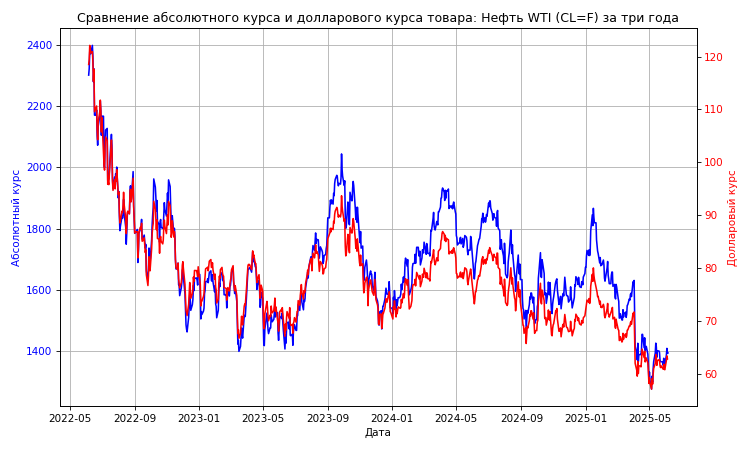 Сравнение абсолютного курса и долларового курса товара: Нефть WTI (CL=F) за три года
2400
2200
2000
1800
1600
1400
Абсолютный курс
120
110
100
90
80
70
60
Долларовый курс
2022-05 2022-09 2023-01 2023-05 2023-09 2024-01 2024-05 2024-09 2025-01 2025-05
Дата